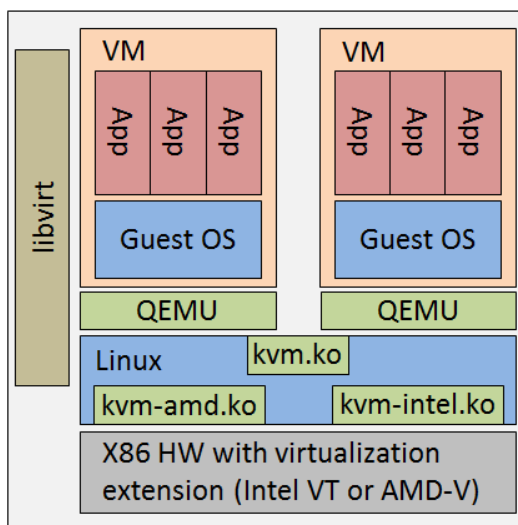 libvirt
VM
App
App
App
Guest OS
QEMU
VM
App
App
App
Guest OS
QEMU
Linux
kvm.ko
kvm-amd.ko
kvm-intel.ko
X86 HW with virtualization
extension (Intel VT or AMD-V)